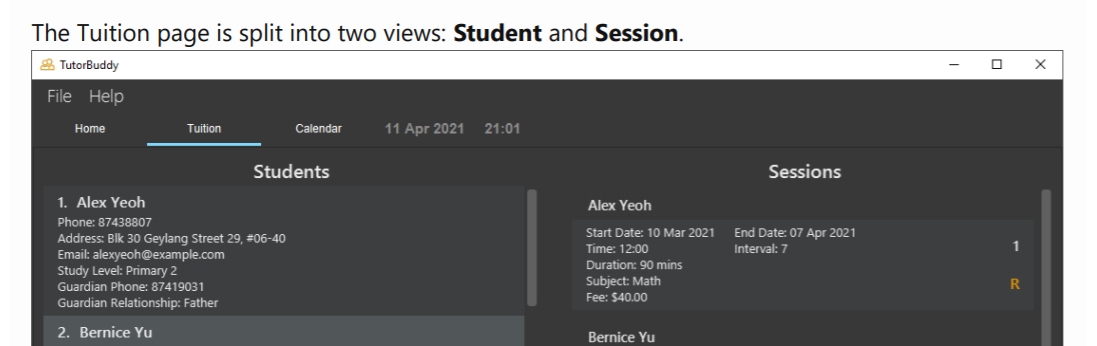 The Tuition page is split into two views: Student and Session.
TutorBuddy
File Help
Home Tuition Calendar 11 Apr 2021 21:01
Students
1. Alex Yeoh
Phone: 87438807
Address: Blk 30 Geylang Street 29, #06-40
Email: alexyeoh@example.com
Study Level: Primary 2
Guardian Phone: 87419031
Guardian Relationship: Father
2. Bernice Yu
Sessions
Alex Yeoh
Start Date: 10 Mar 2021 End Date: 07 Apr 2021
Time: 12:00 Interval: 7
1
Duration: 90 mins
Subject: Math
R
Fee: $40.00
Bernice Yu